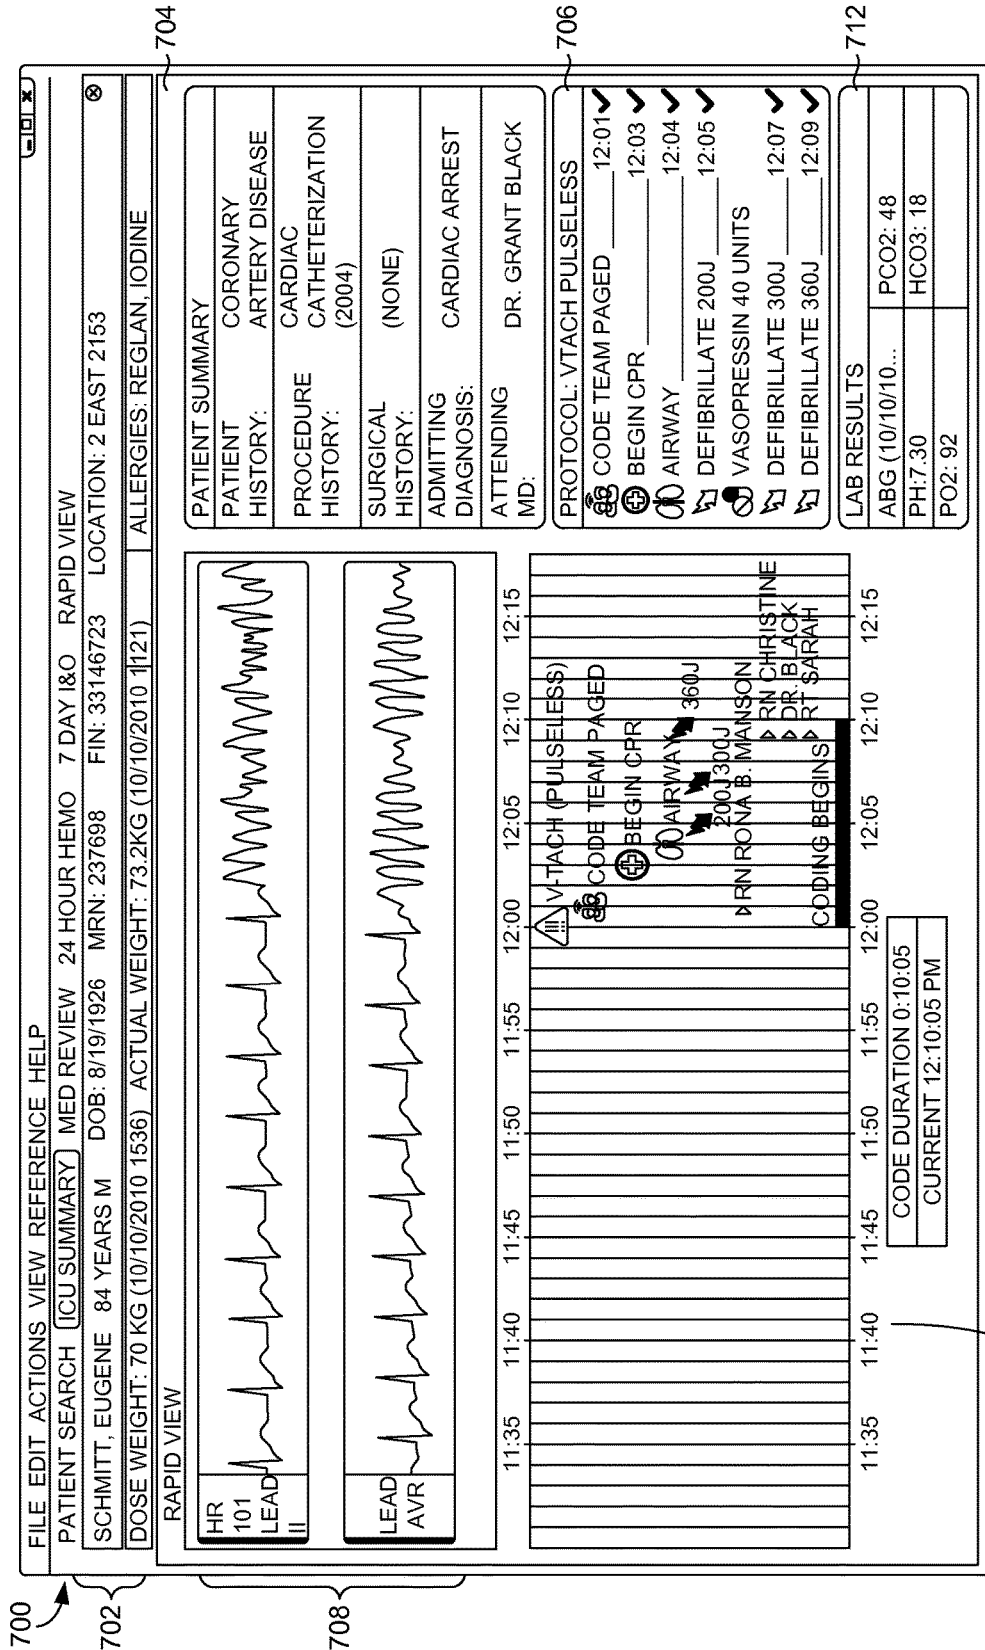 700
FILE EDIT ACTIONS VIEW REFERENCE HELP
PATIENT SEARCH ICU SUMMARY MED REVIEW 24 HOUR HEMO 7 DAY I&O RAPID VIEW
702
SCHMITT, EUGENE 84 YEARS M DOB: 8/19/1926 MRN: 237698 FIN: 33146723 LOCATION: 2 EAST 2153
DOSE WEIGHT: 70 KG (10/10/2010 1536) ACTUAL WEIGHT: 73.2KG (10/10/2010 1121) ALLERGIES: REGLAN, IODINE
704
RAPID VIEW
708
HR
101
LEAD
II
LEAD
AVR
PATIENT SUMMARY
PATIENT HISTORY: CORONARY
ARTERY DISEASE
PROCEDURE HISTORY: CARDIAC
CATHETERIZATION
(2004)
SURGICAL HISTORY: (NONE)
ADMITTING
DIAGNOSIS: CARDIAC ARREST
ATTENDING
MD: DR. GRANT BLACK
706
PROTOCOL: VTACH PULSELESS
CODE TEAM PAGED 12:01
BEGIN CPR 12:03
AIRWAY 12:04
DEFIBRILLATE 200J 12:05
VASOPRESSIN 40 UNITS
DEFIBRILLATE 300J 12:07
DEFIBRILLATE 360J 12:09
712
LAB RESULTS
ABG (10/10/10...
PCO2: 48
PH:7.30
HCO3: 18
PO2: 92
11:35 11:40 11:45 11:50 11:55 12:00 12:05 12:10 12:15
V-TACH (PULSELESS)
CODE TEAM PAGED
BEGIN CPR
AIRWAY
360J
200J 300J
RN RONA B. MANSON
RN CHRISTINE
DR. BLACK
RT SARAH
CODING BEGINS
11:35 11:40 11:45 11:50 11:55 12:00 12:05 12:10 12:15
CODE DURATION 0:10:05
CURRENT 12:10:05 PM